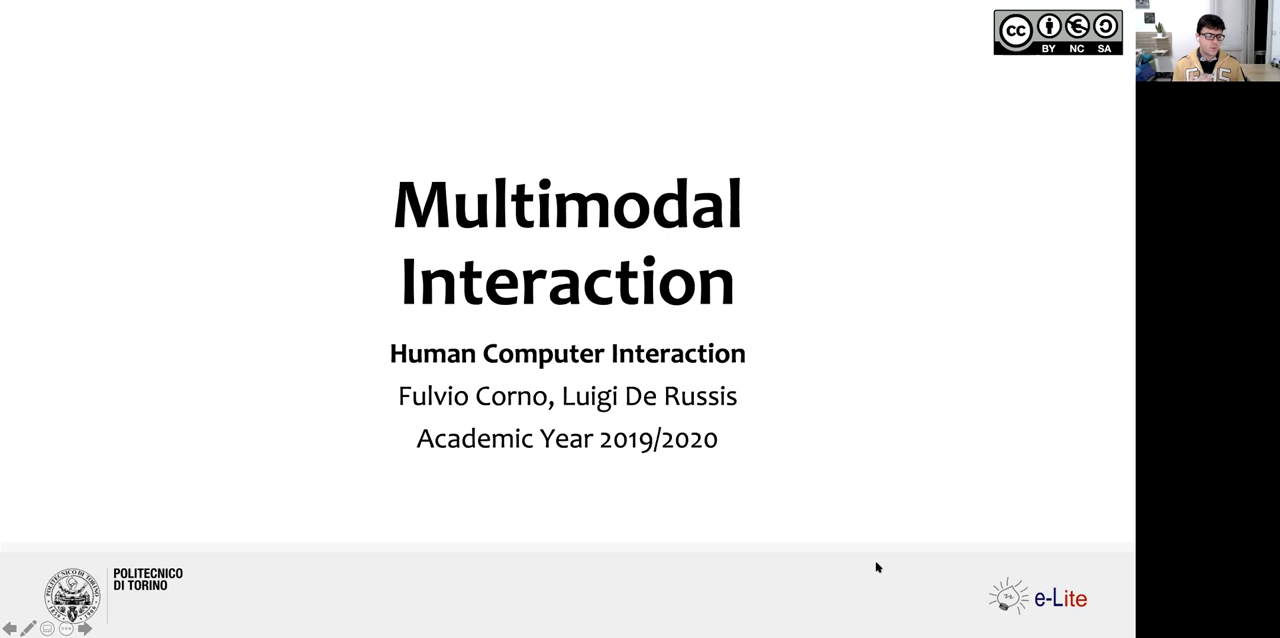 cc
BY NC SA
Multimodal
Interaction
Human Computer Interaction
Fulvio Corno, Luigi De Russis
Academic Year 2019/2020
POLITECNICO
DI TORINO
e-Lite